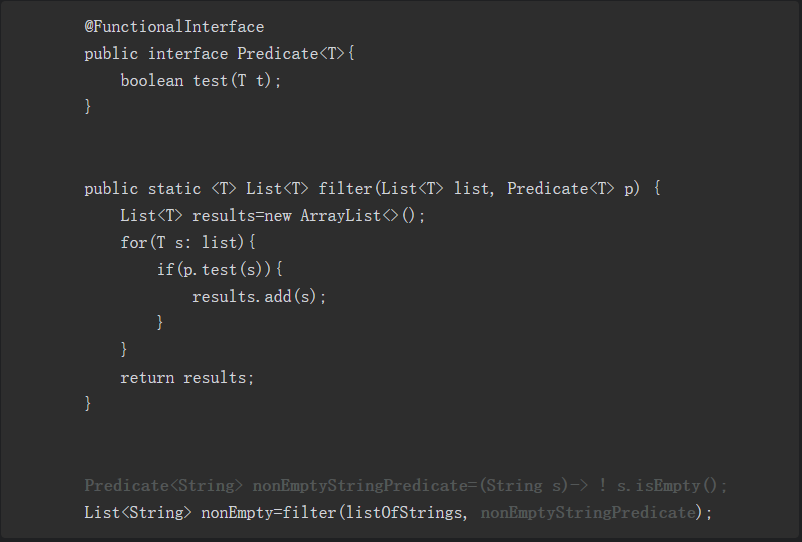 @FunctionalInterface
public interface Predicate<T>{
boolean test(T t);
}
public static <T> List<T> filter(List<T> list, Predicate<T> p) {
List<T> results=new ArrayList<>();
for(T s: list){
if(p.test(s)){
results.add(s);
}
}
return results;
}
Predicate<String> nonEmptyStringPredicate=(String s)-> ! s.isEmpty();
List<String> nonEmpty=filter(listOfStrings, nonEmptyStringPredicate);